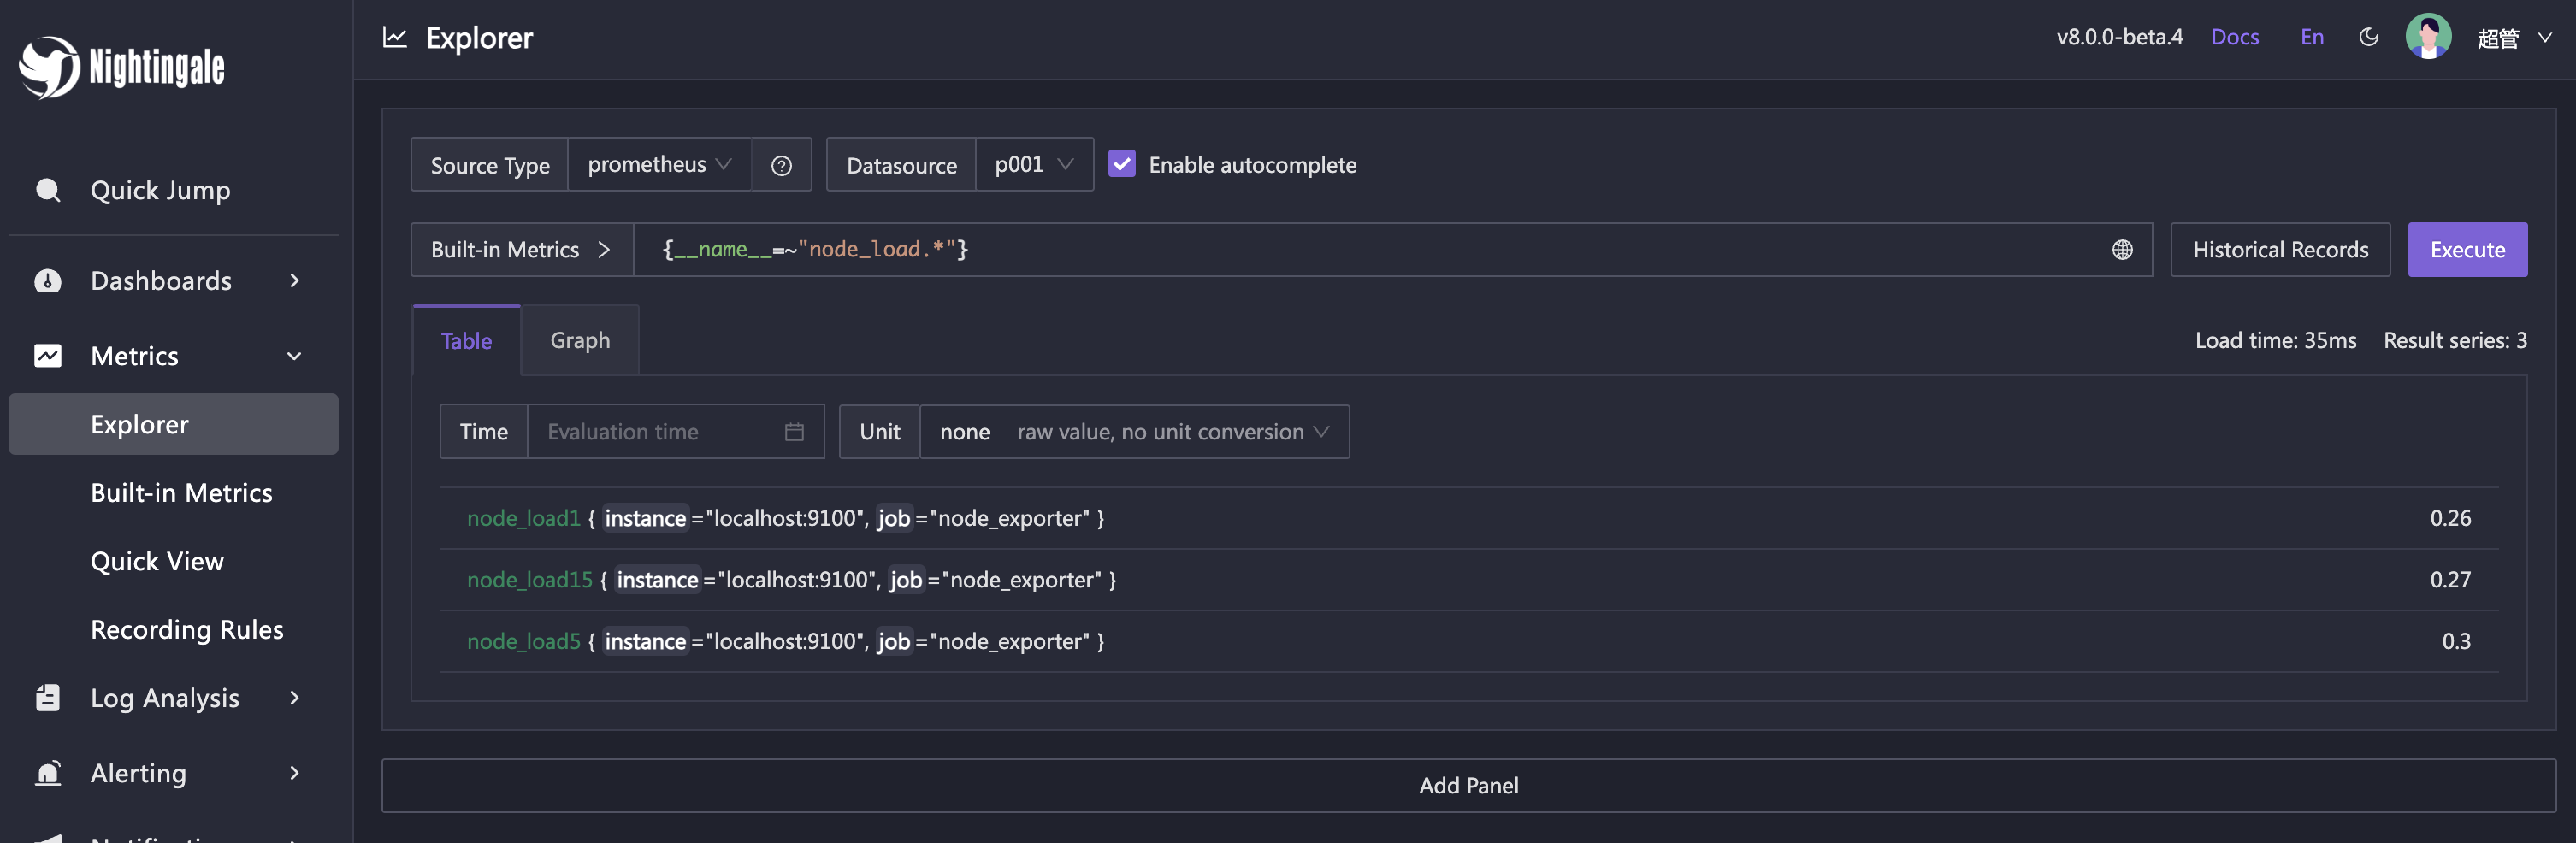 Nightingale
Quick Jump
Dashboards
Metrics
Explorer
Built-in Metrics
Quick View
Recording Rules
Log Analysis
Alerting
Explorer
v8.0.0-beta.4 Docs En 超管
Source Type prometheus Datasource p001 Enable autocomplete
Built-in Metrics {__name__=~"node_load.*"} Historical Records Execute
Table Graph Load time: 35ms Result series: 3
Time Evaluation time Unit none raw value, no unit conversion
node_load1 { instance="localhost:9100", job="node_exporter" } 0.26
node_load15 { instance="localhost:9100", job="node_exporter" } 0.27
node_load5 { instance="localhost:9100", job="node_exporter" } 0.3
Add Panel